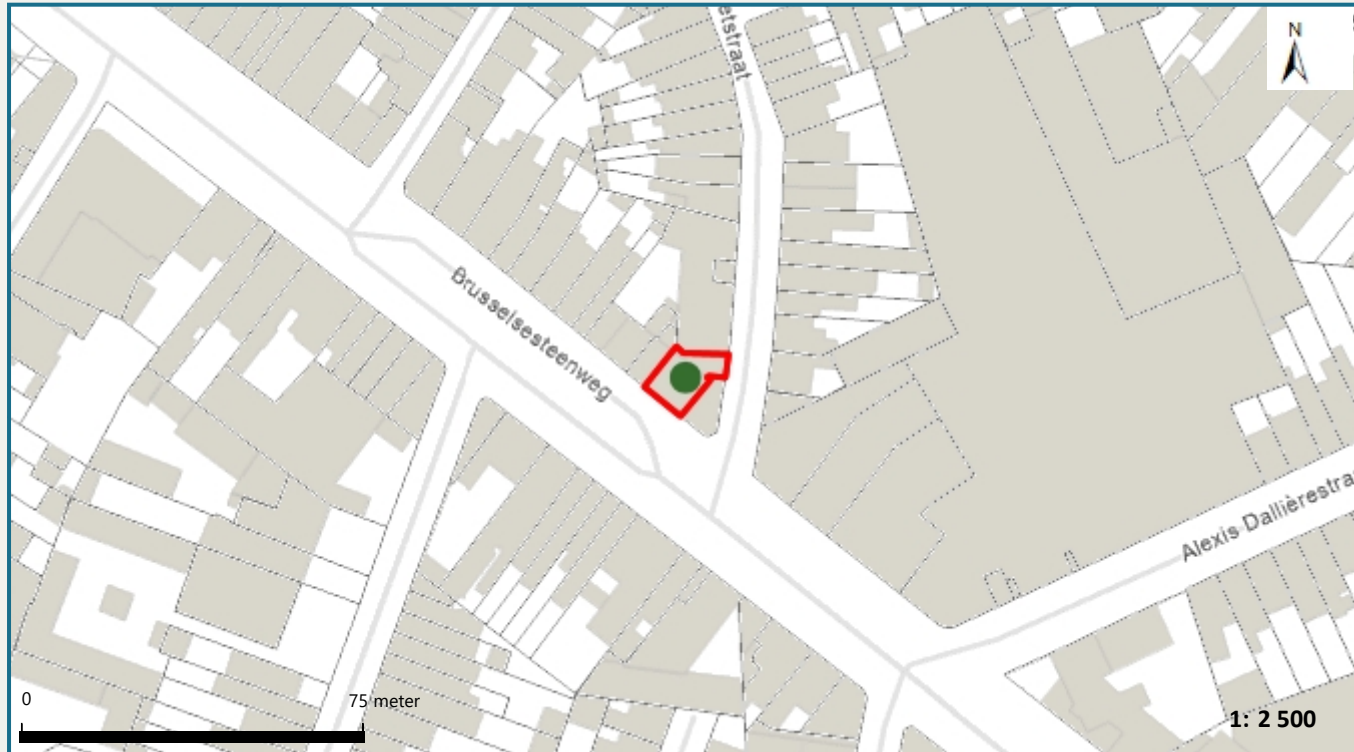 etstraat
N
Brusselsesteenweg
Alexis Dallièrestra
0
75 meter
1: 2 500